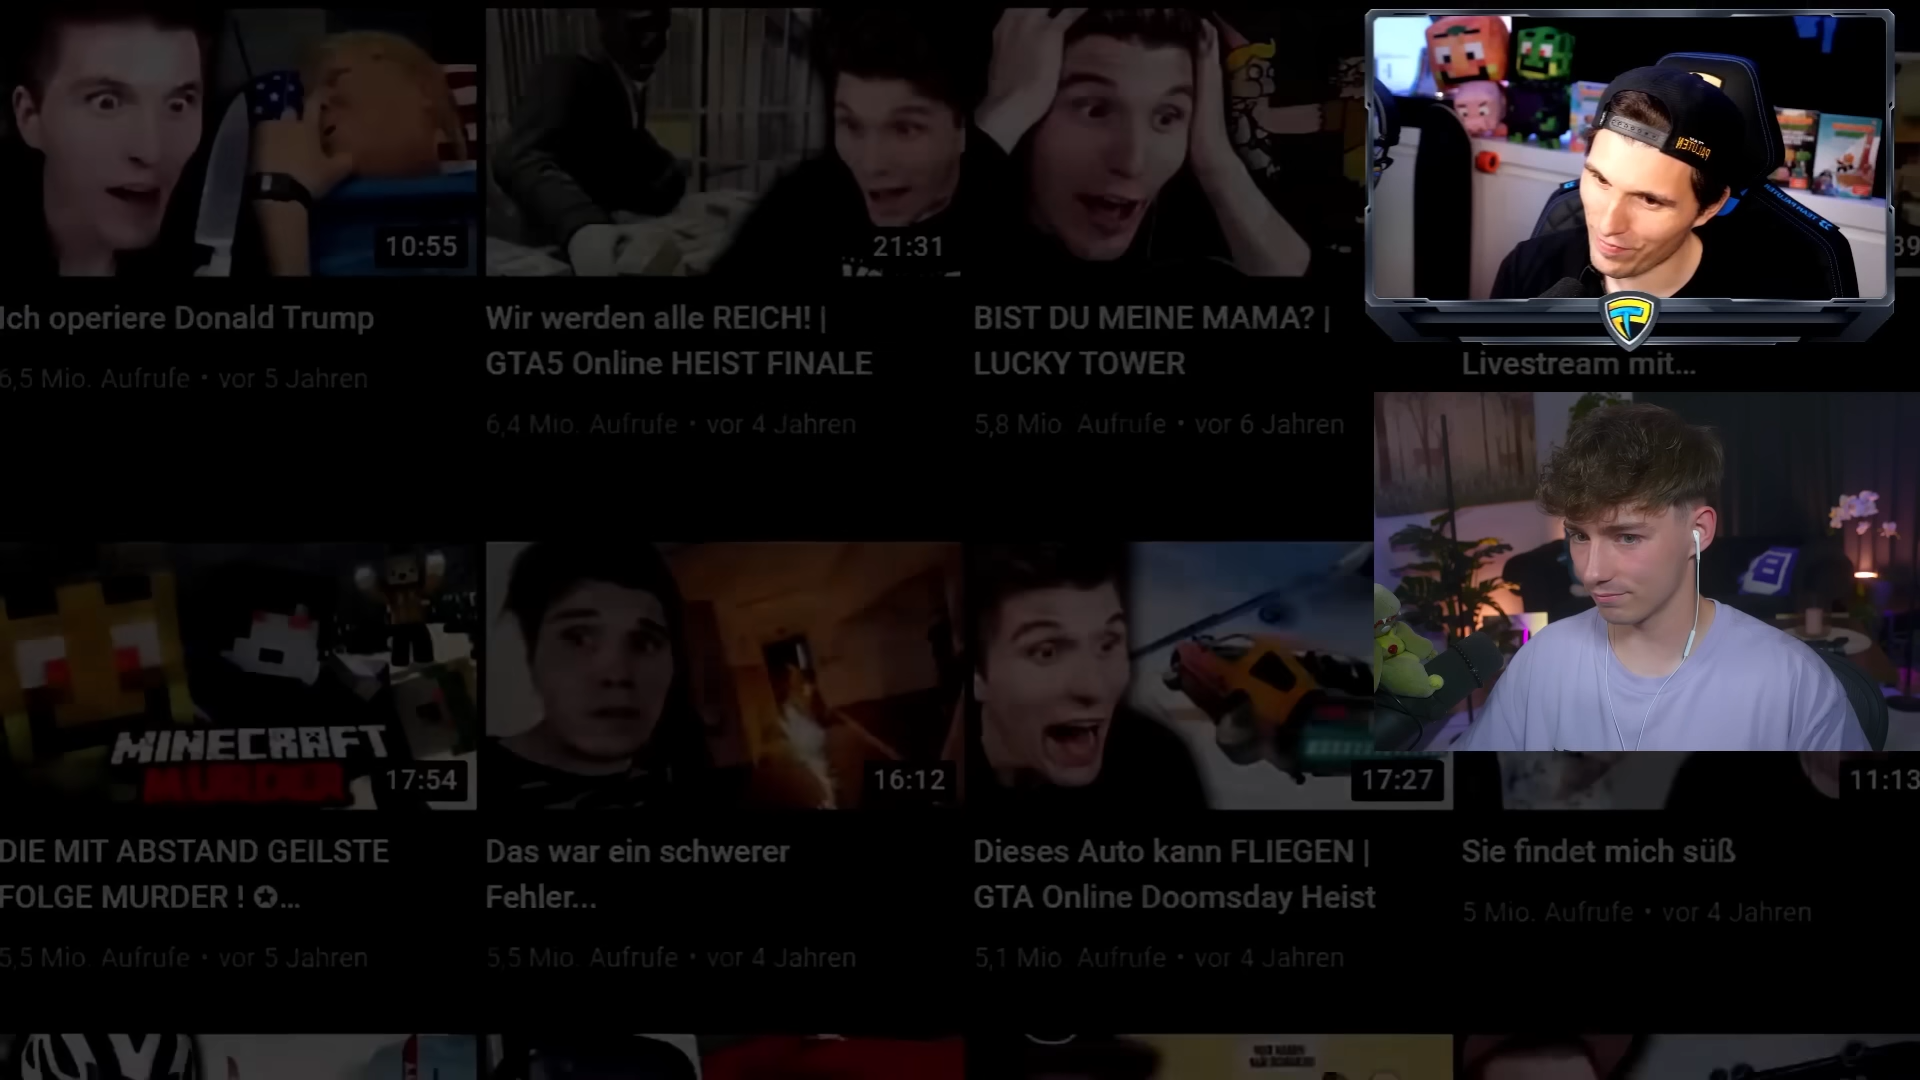 10:55
21:31
39
Ich operiere Donald Trump
6,5 Mio. Aufrufe • vor 5 Jahren
Wir werden alle REICH! |
GTA5 Online HEIST FINALE
6,4 Mio. Aufrufe • vor 4 Jahren
BIST DU MEINE MAMA? |
LUCKY TOWER
5,8 Mio Aufrufe • vor 6 Jahren
PALUTEN
Livestream mit...
MINECRAFT
MURDER
17:54
16:12
17:27
11:13
DIE MIT ABSTAND GEILSTE
FOLGE MURDER ! ✪...
5,5 Mio. Aufrufe • vor 5 Jahren
Das war ein schwerer
Fehler...
5,5 Mio. Aufrufe • vor 4 Jahren
Dieses Auto kann FLIEGEN |
GTA Online Doomsday Heist
5,1 Mio Aufrufe • vor 4 Jahren
Sie findet mich süß
5 Mio. Aufrufe • vor 4 Jahren